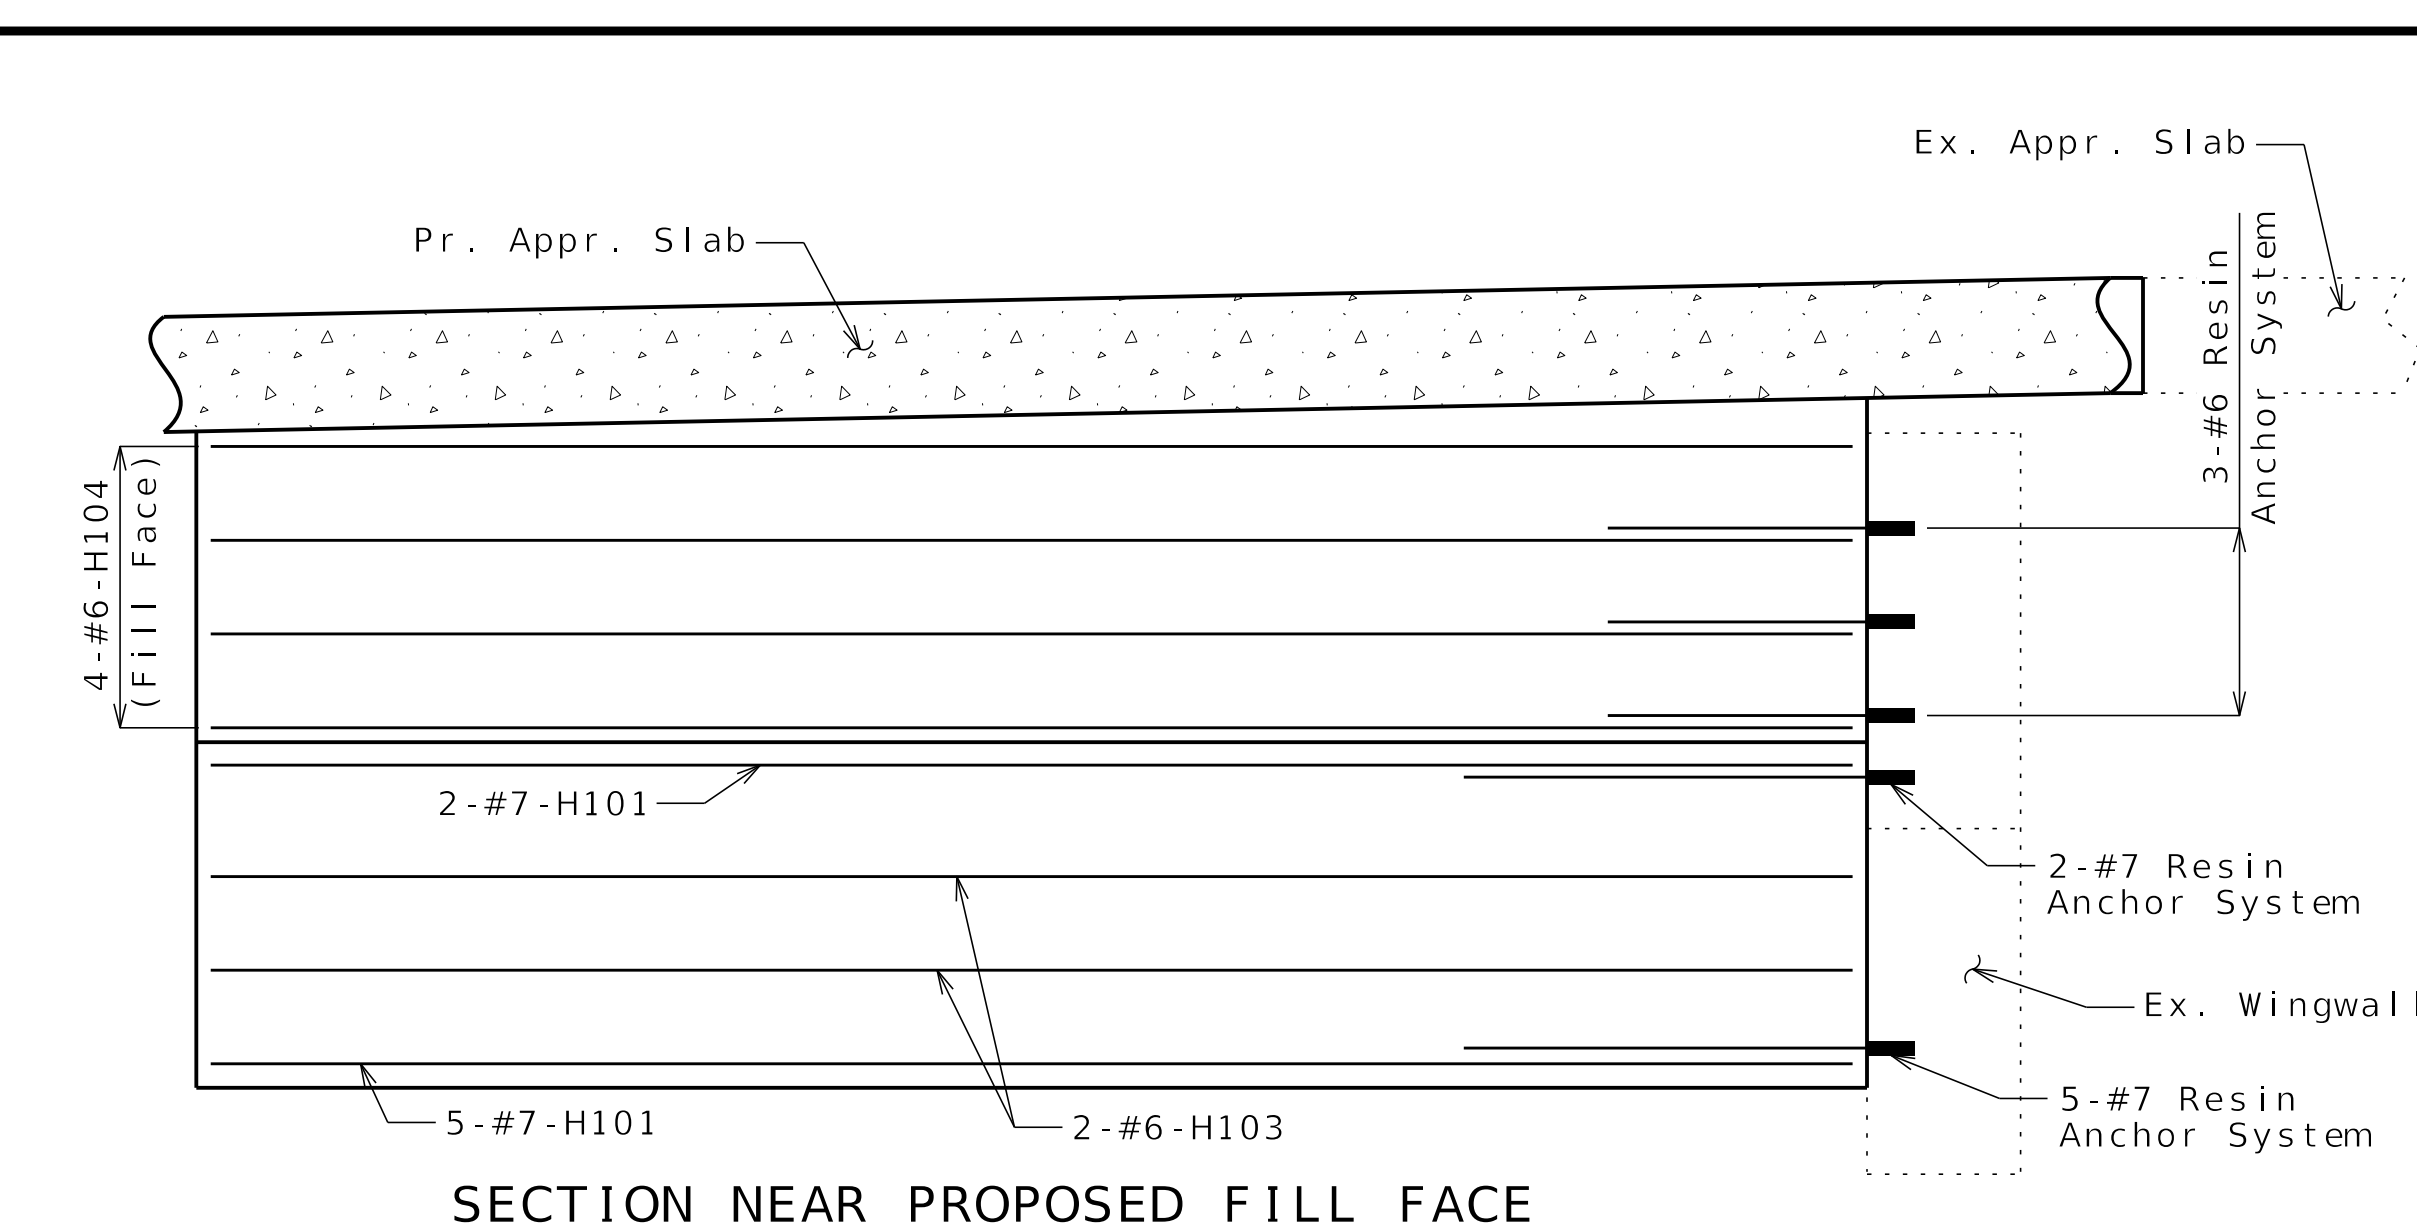 Ex. Appr. Slab
Pr. Appr. Slab
3-#6 Resin
Anchor System
4-#6-H104
(Fill Face)
2-#7-H101
2-#7 Resin
Anchor System
Ex. Wingwall
5-#7-H101
2-#6-H103
5-#7 Resin
Anchor System
SECTION NEAR PROPOSED FILL FACE